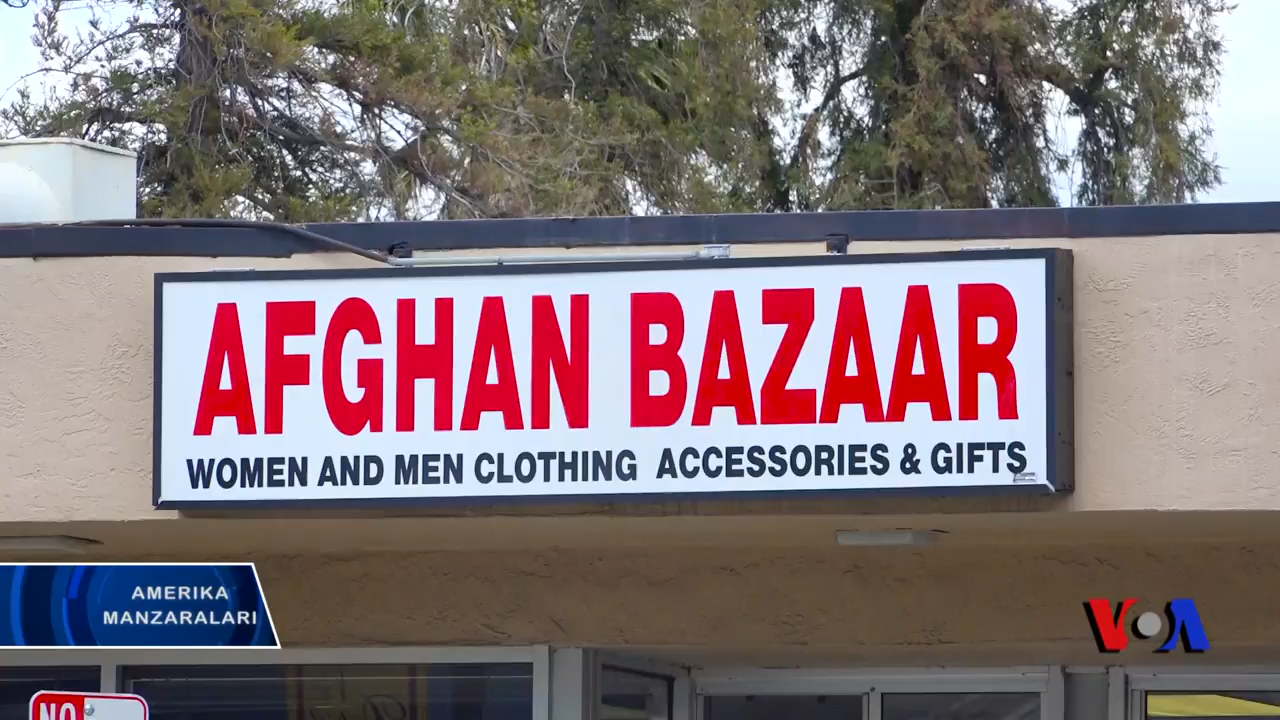 AFGHAN BAZAAR
WOMEN AND MEN CLOTHING ACCESSORIES & GIFTS
AMERIKA
MANZARALARI
VOA
NO